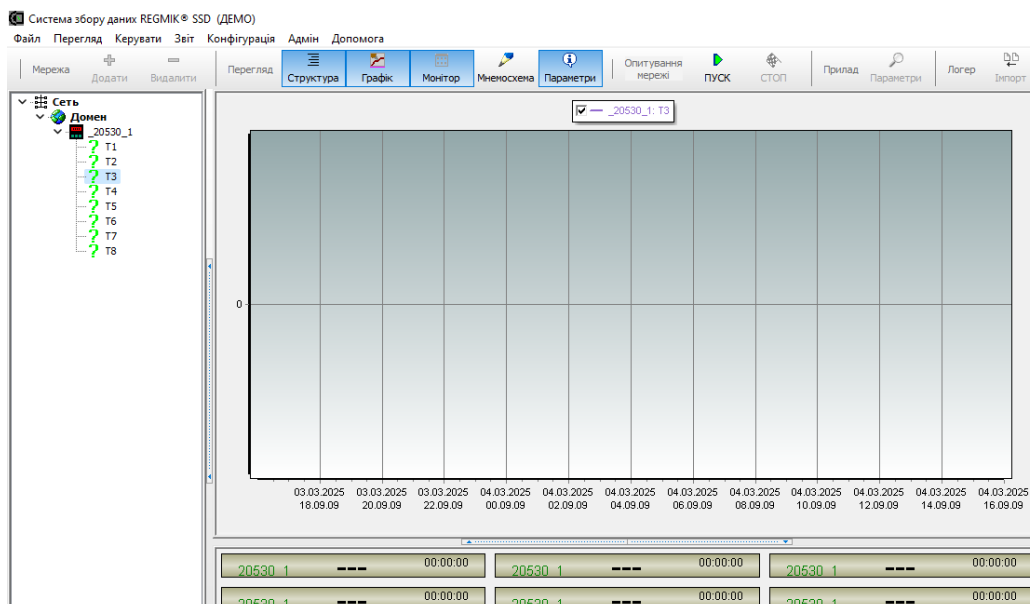 Система збору даних REGMIK® SSD (ДЕМО)
Файл Перегляд Керувати Звіт Конфігурація Адмін Допомога
Мережа Додати Видалити Перегляд Структура Графік Монітор Мнемосхема Параметри Опитування мережі ПУСК СТОП Прилад Параметри Логер Імпорт
Сеть
Домен
_20530_1
T1
T2
T3
T4
T5
T6
T7
T8
_20530_1: T3
0
03.03.2025 03.03.2025 03.03.2025 04.03.2025 04.03.2025 04.03.2025 04.03.2025 04.03.2025 04.03.2025 04.03.2025 04.03.2025 04.03.2025
18.09.09 20.09.09 22.09.09 00.09.09 02.09.09 04.09.09 06.09.09 08.09.09 10.09.09 12.09.09 14.09.09 16.09.09
00:00:00 00:00:00 00:00:00
20530_1 --- 20530_1 --- 20530_1 ---
00:00:00 00:00:00 00:00:00
20530_1 --- 20530_1 --- 20530_1 ---